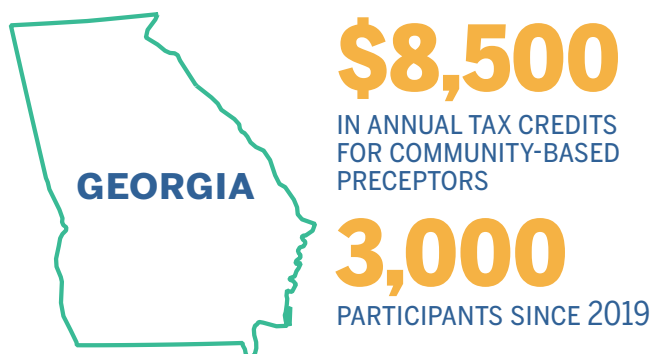 GEORGIA
$8,500
IN ANNUAL TAX CREDITS
FOR COMMUNITY-BASED
PRECEPTORS
3,000
PARTICIPANTS SINCE 2019